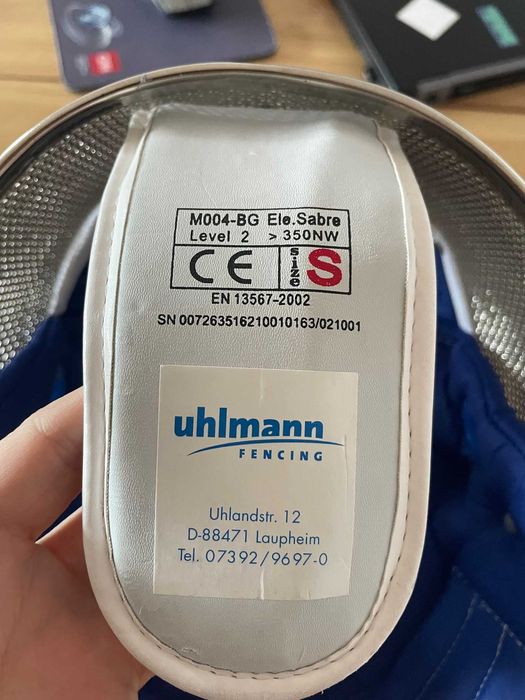 M004-BG Ele.Sabre
Level 2 > 350NW
CE size S
EN 13567-2002
SN 007263516210010163/021001
uhlmann
FENCING
Uhlandstr. 12
D-88471 Laupheim
Tel. 07392/9697-0